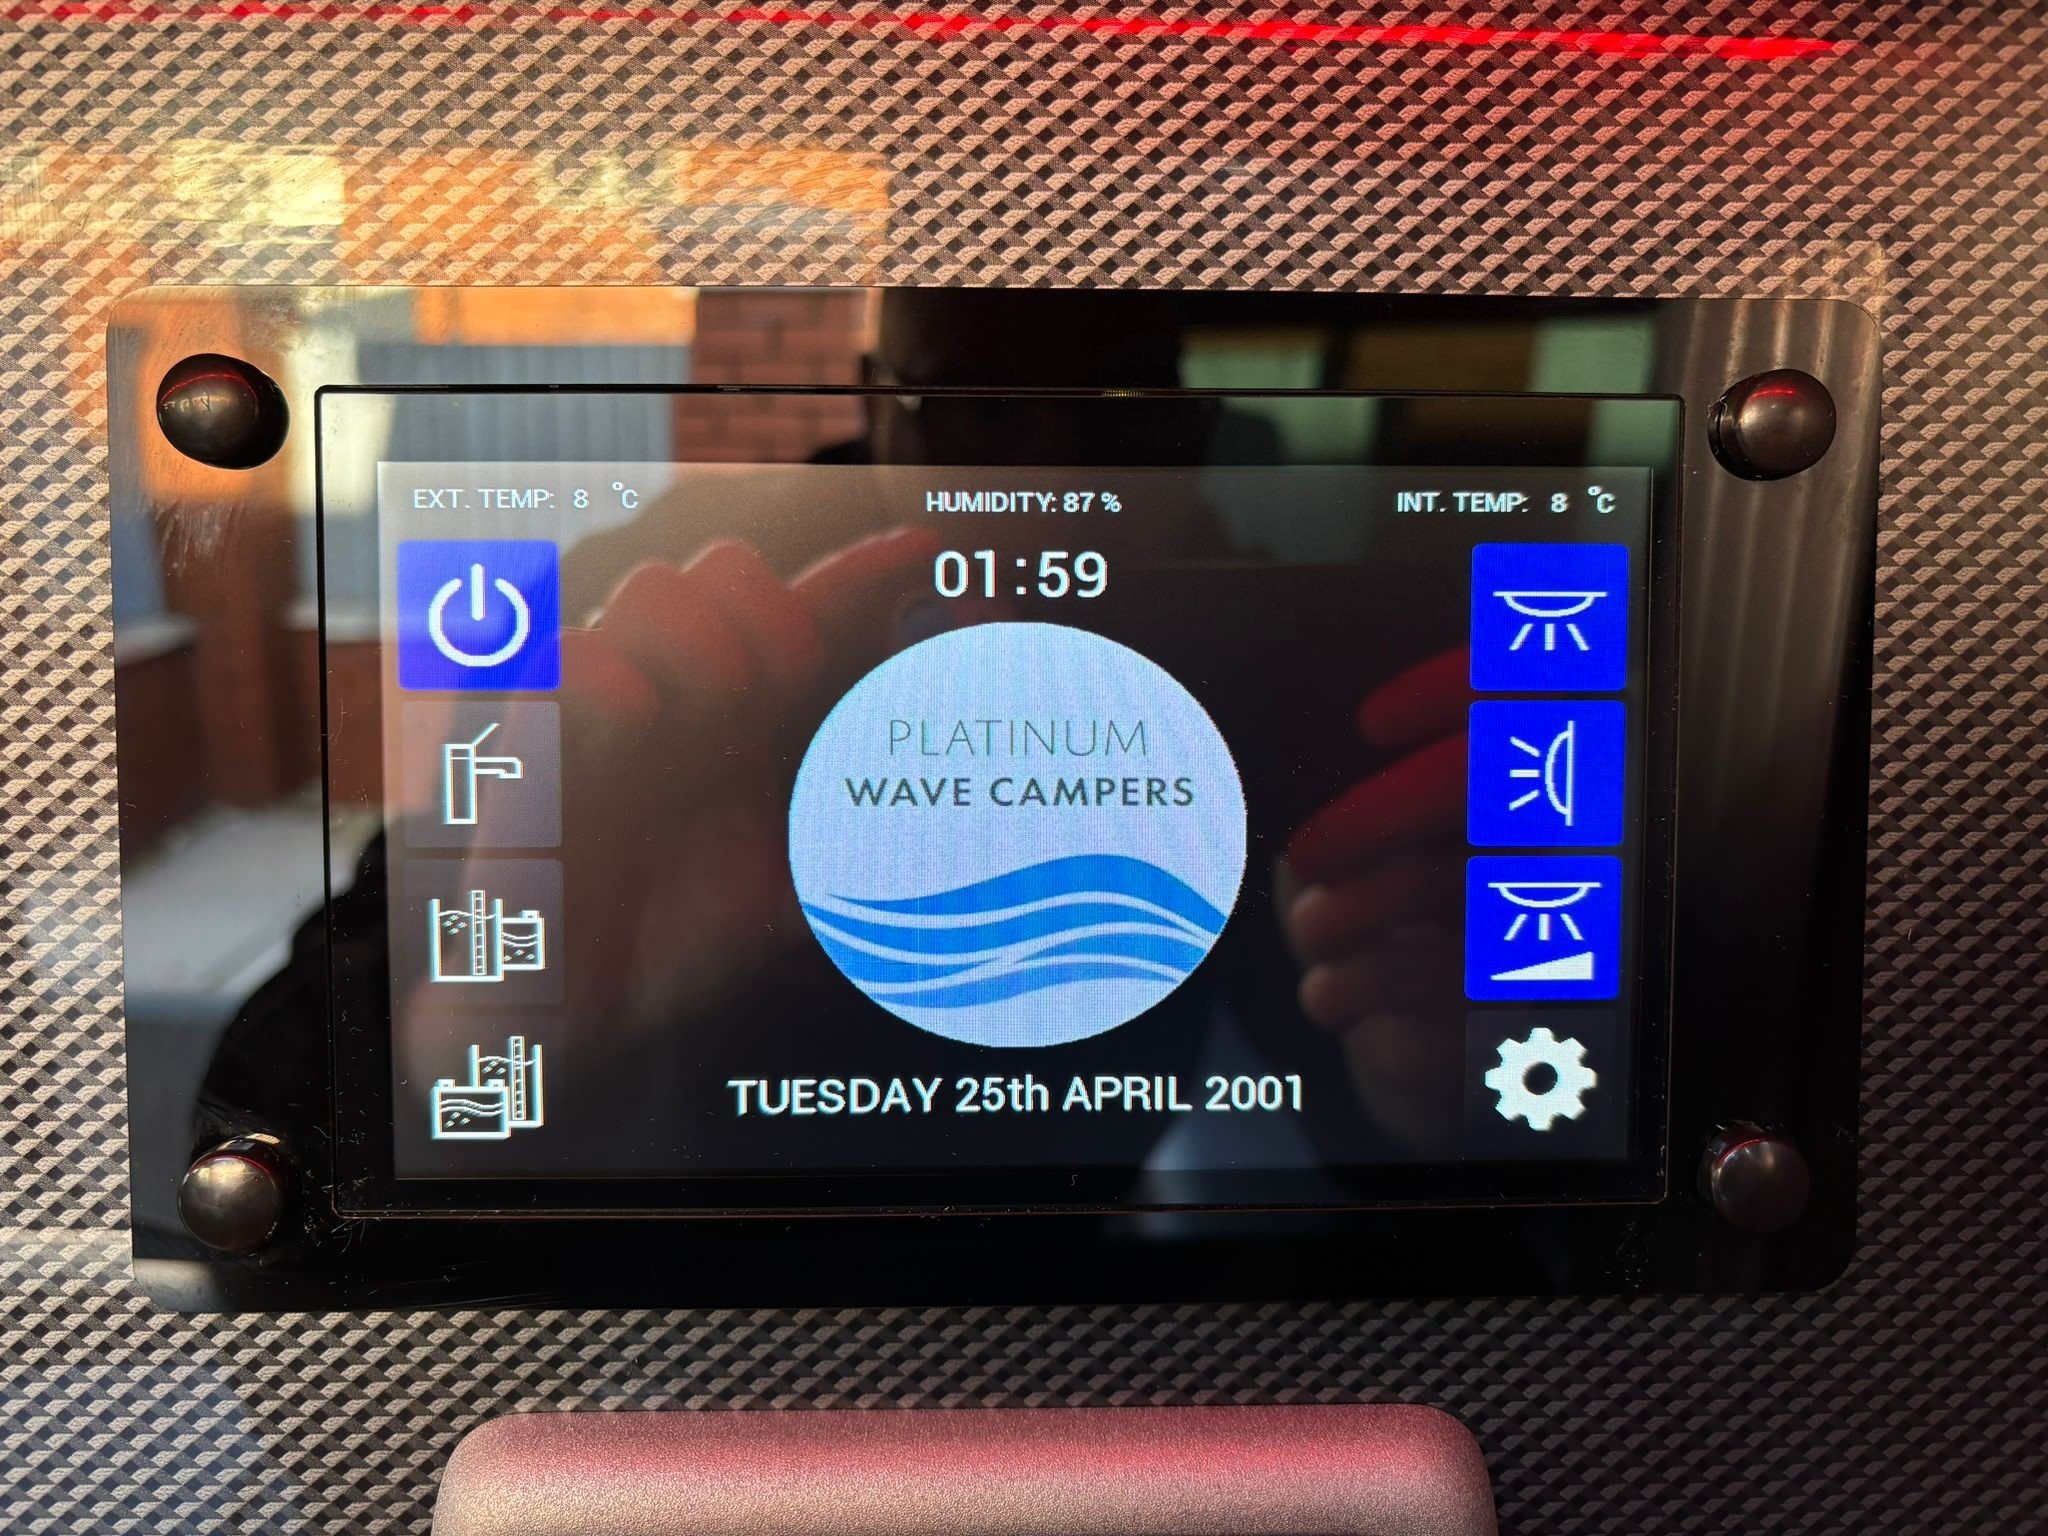 EXT. TEMP: 8 °C
HUMIDITY: 87 %
INT. TEMP: 8 °C
01:59
PLATINUM
WAVE CAMPERS
TUESDAY 25th APRIL 2001